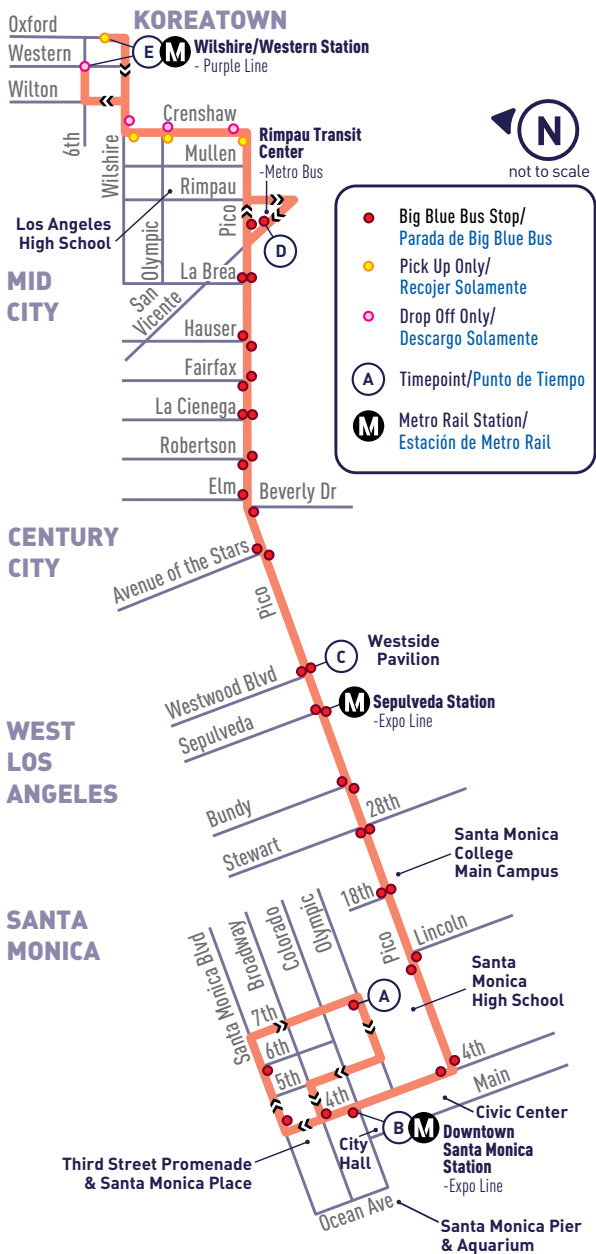 KOREATOWN
Oxford
Western
Wilton
E
M
Wilshire/Western Station
- Purple Line
6th
Wilshire
Crenshaw
Mullen
Rimpau
Olympic
Pico
Rimpau Transit
Center
-Metro Bus
D
Los Angeles
High School
N
not to scale
Big Blue Bus Stop/
Parada de Big Blue Bus
Pick Up Only/
Recojer Solamente
Drop Off Only/
Descargo Solamente
A
Timepoint/Punto de Tiempo
M
Metro Rail Station/
Estación de Metro Rail
MID
CITY
La Brea
San
Vicente
Hauser
Fairfax
La Cienega
Robertson
Elm
Beverly Dr
CENTURY
CITY
Avenue of the Stars
Pico
C
Westside
Pavilion
Westwood Blvd
M
Sepulveda Station
-Expo Line
Sepulveda
WEST
LOS
ANGELES
Bundy
28th
Stewart
Santa Monica
College
Main Campus
18th
SANTA
MONICA
Santa Monica Blvd
Broadway
Colorado
Olympic
Pico
Lincoln
Santa
Monica
High School
A
7th
6th
5th
4th
4th
Main
Civic Center
B
M
Downtown
Santa Monica
Station
-Expo Line
City
Hall
Third Street Promenade
& Santa Monica Place
Ocean Ave
Santa Monica Pier
& Aquarium